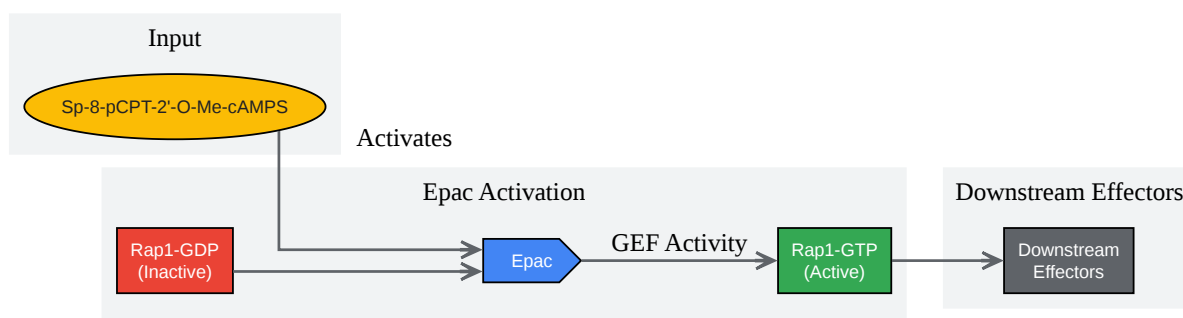 Input
Sp-8-pCPT-2'-O-Me-cAMPS
Activates
Epac Activation
Downstream Effectors
Rap1-GDP
(Inactive)
Epac
GEF Activity
Rap1-GTP
(Active)
Downstream
Effectors